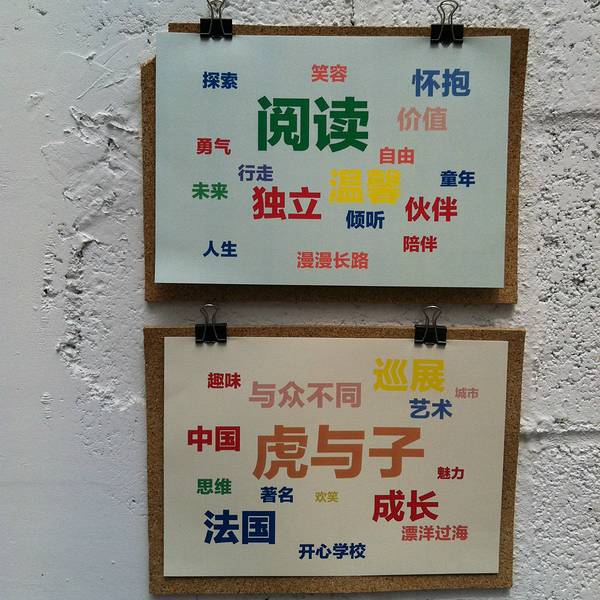 探索
笑容
怀抱
阅读
价值
勇气
自由
行走
温馨
童年
未来
独立
倾听
伙伴
人生
漫漫长路
陪伴
趣味
与众不同
巡展
城市
艺术
中国
虎与子
魅力
思维
著名
欢笑
成长
法国
漂洋过海
开心学校